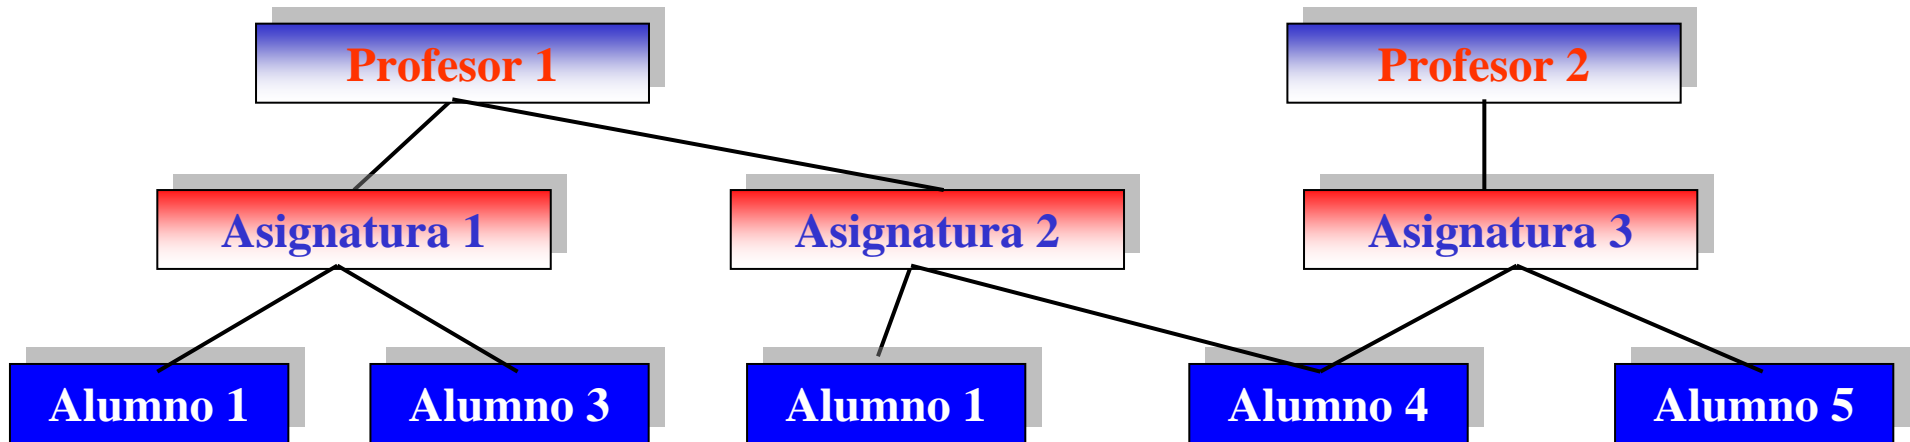 Profesor 1
Profesor 2
Asignatura 1
Asignatura 2
Asignatura 3
Alumno 1
Alumno 3
Alumno 1
Alumno 4
Alumno 5